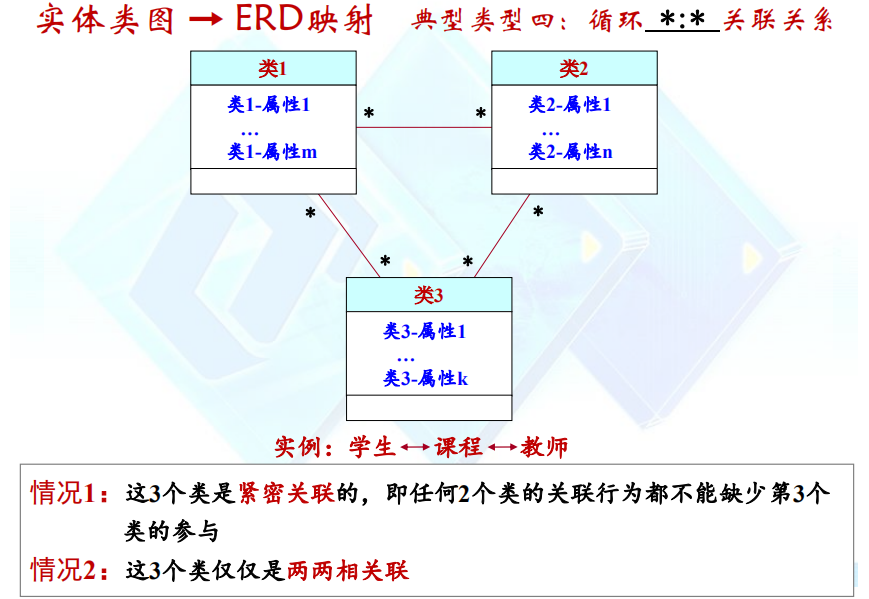 实体类图 → ERD映射 典型类型四：循环 *:* 关联关系
类1
类1-属性1
…
类1-属性m
类2
类2-属性1
…
类2-属性n
* *
* *
* *
类3
类3-属性1
…
类3-属性k
实例：学生↔课程↔教师
情况1：这3个类是紧密关联的，即任何2个类的关联行为都不能缺少第3个
类的参与
情况2：这3个类仅仅是两两相关联